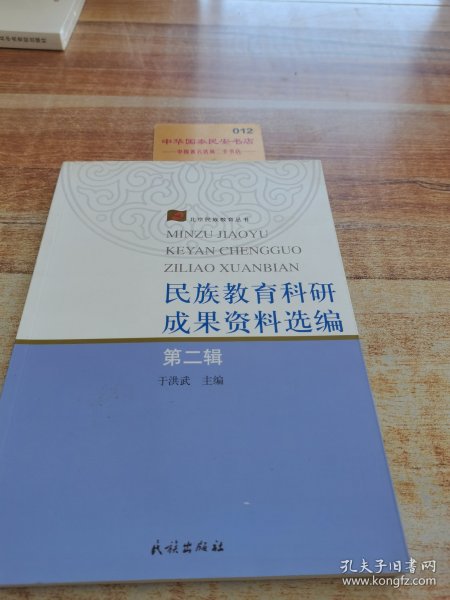 012
中华国泰民安书店
北京民族教育丛书
MINZU JIAOYU
KEYAN CHENGGUO
ZILIAO XUANBIAN
民族教育科研
成果资料选编
第二辑
于洪武 主编
民族出版社
孔夫子旧书网
www.kongfz.com